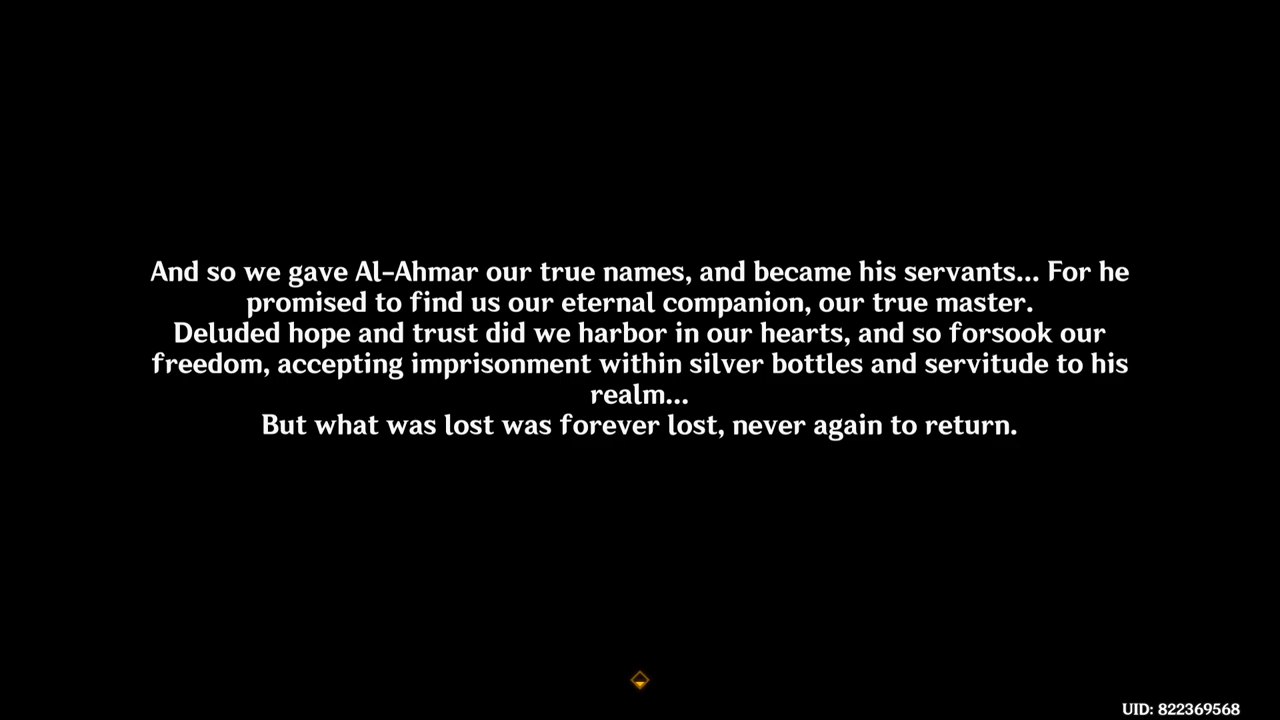 And so we gave Al-Ahmar our true names, and became his servants... For he
promised to find us our eternal companion, our true master.
Deluded hope and trust did we harbor in our hearts, and so forsook our
freedom, accepting imprisonment within silver bottles and servitude to his
realm...
But what was lost was forever lost, never again to return.
UID: 822369568